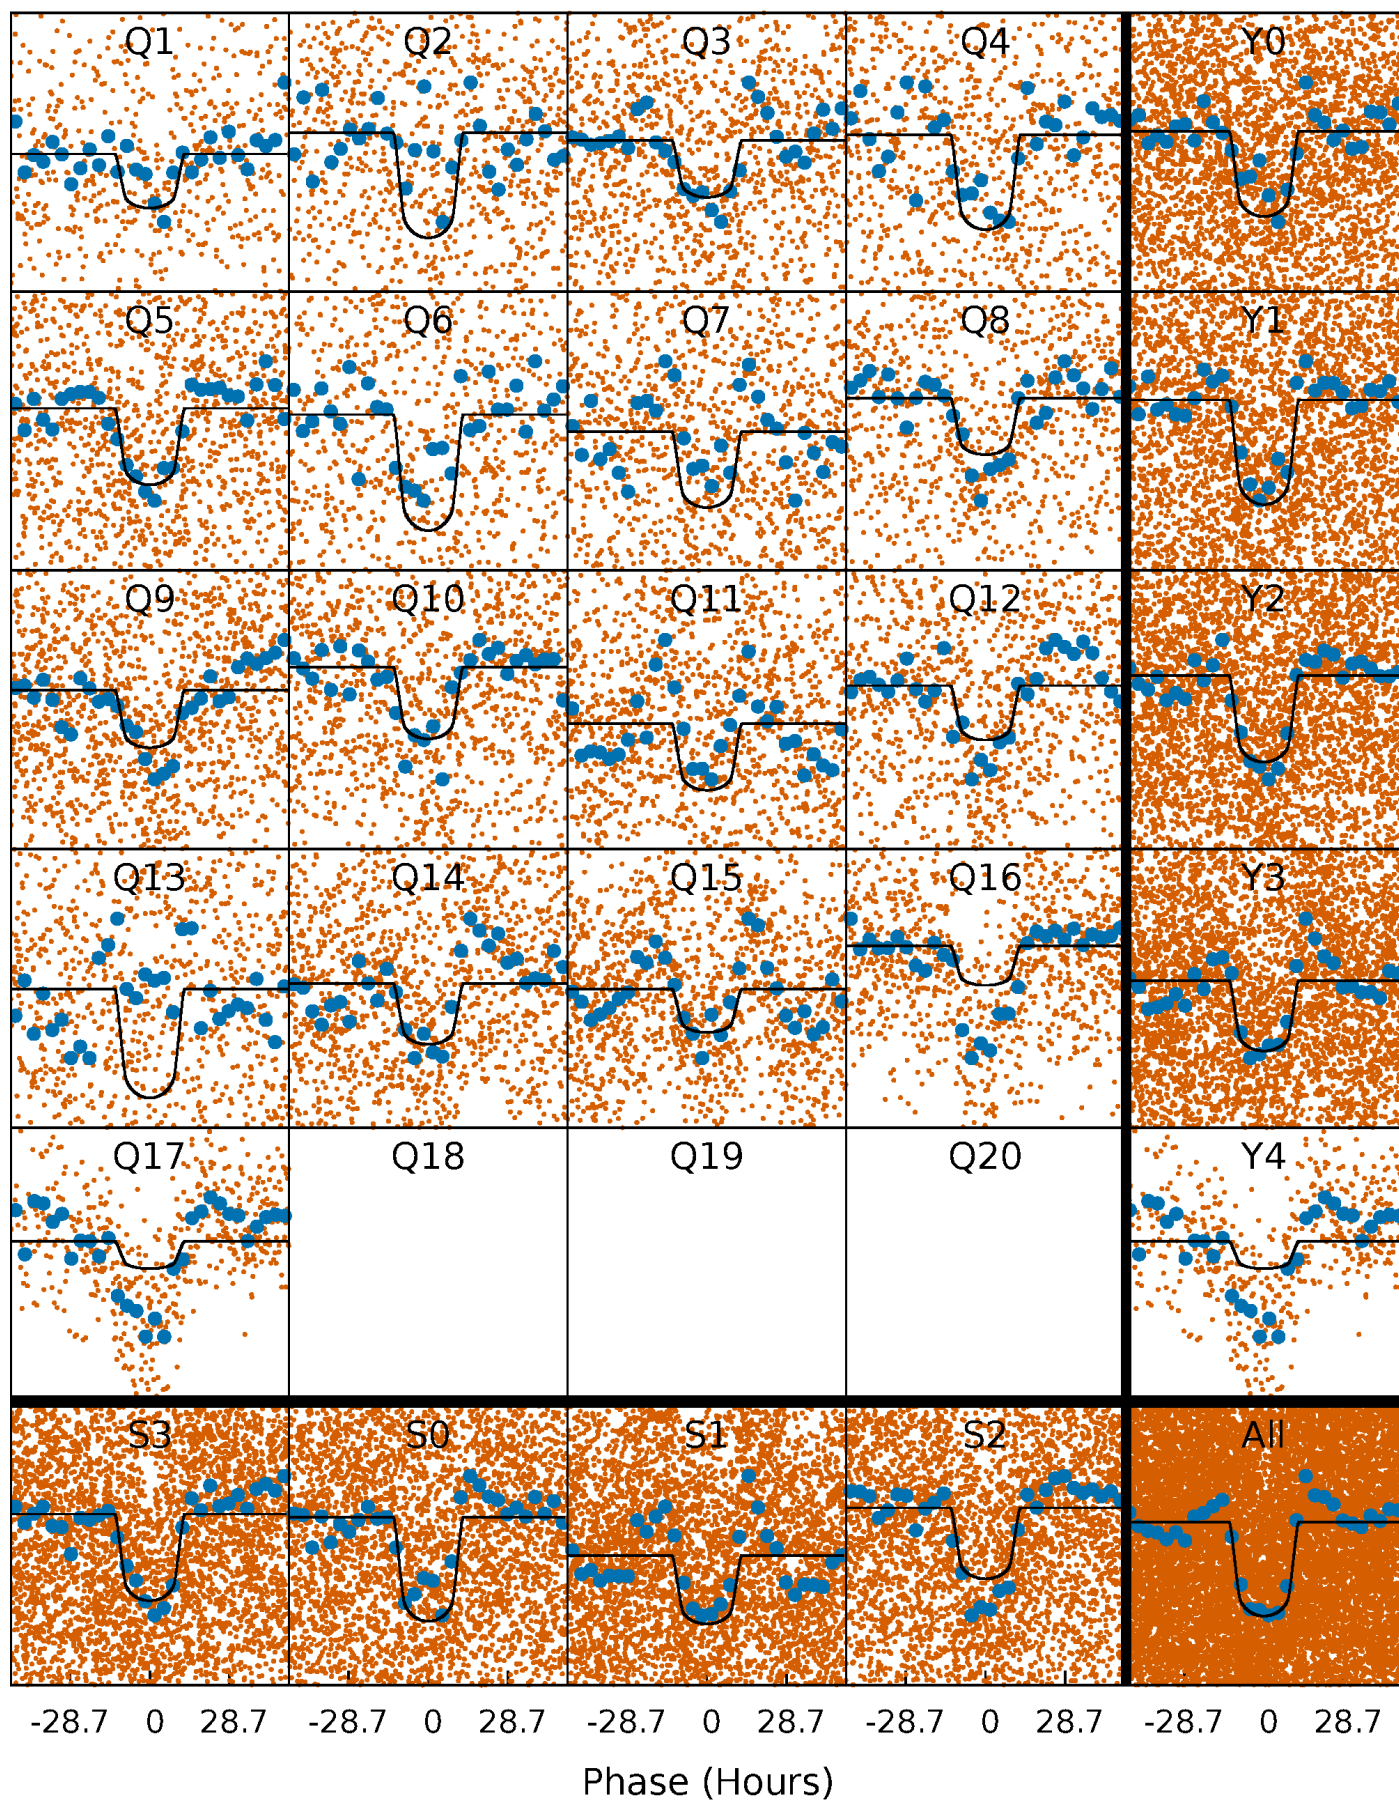 Q1 Q2 Q3 Q4 Y0
Q5 Q6 Q7 Q8 Y1
Q9 Q10 Q11 Q12 Y2
Q13 Q14 Q15 Q16 Y3
Q17 Q18 Q19 Q20 Y4
S3 S0 S1 S2 All
-28.7 0 28.7 -28.7 0 28.7 -28.7 0 28.7 -28.7 0 28.7 -28.7 0 28.7
Phase (Hours)